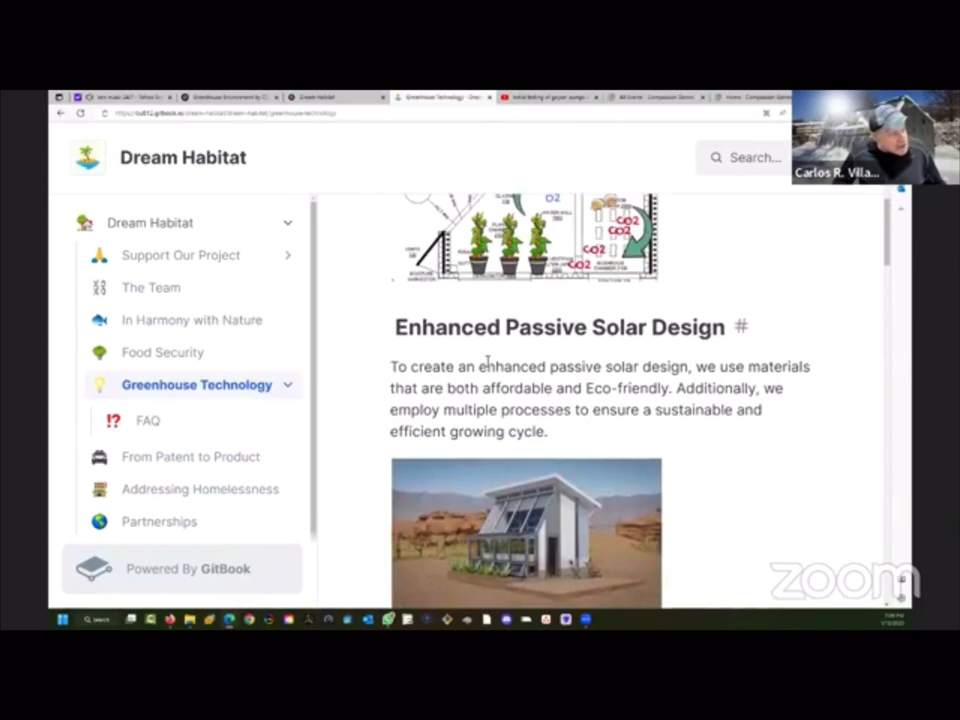 Dream Habitat
Search...
Carlos R. Villa...
Dream Habitat
Support Our Project
The Team
In Harmony with Nature
Food Security
Greenhouse Technology
FAQ
From Patent to Product
Addressing Homelessness
Partnerships
Powered By GitBook
O2
CO2
CO2
CO2
CO2
Enhanced Passive Solar Design #
To create an enhanced passive solar design, we use materials
that are both affordable and Eco-friendly. Additionally, we
employ multiple processes to ensure a sustainable and
efficient growing cycle.
zoom
Search